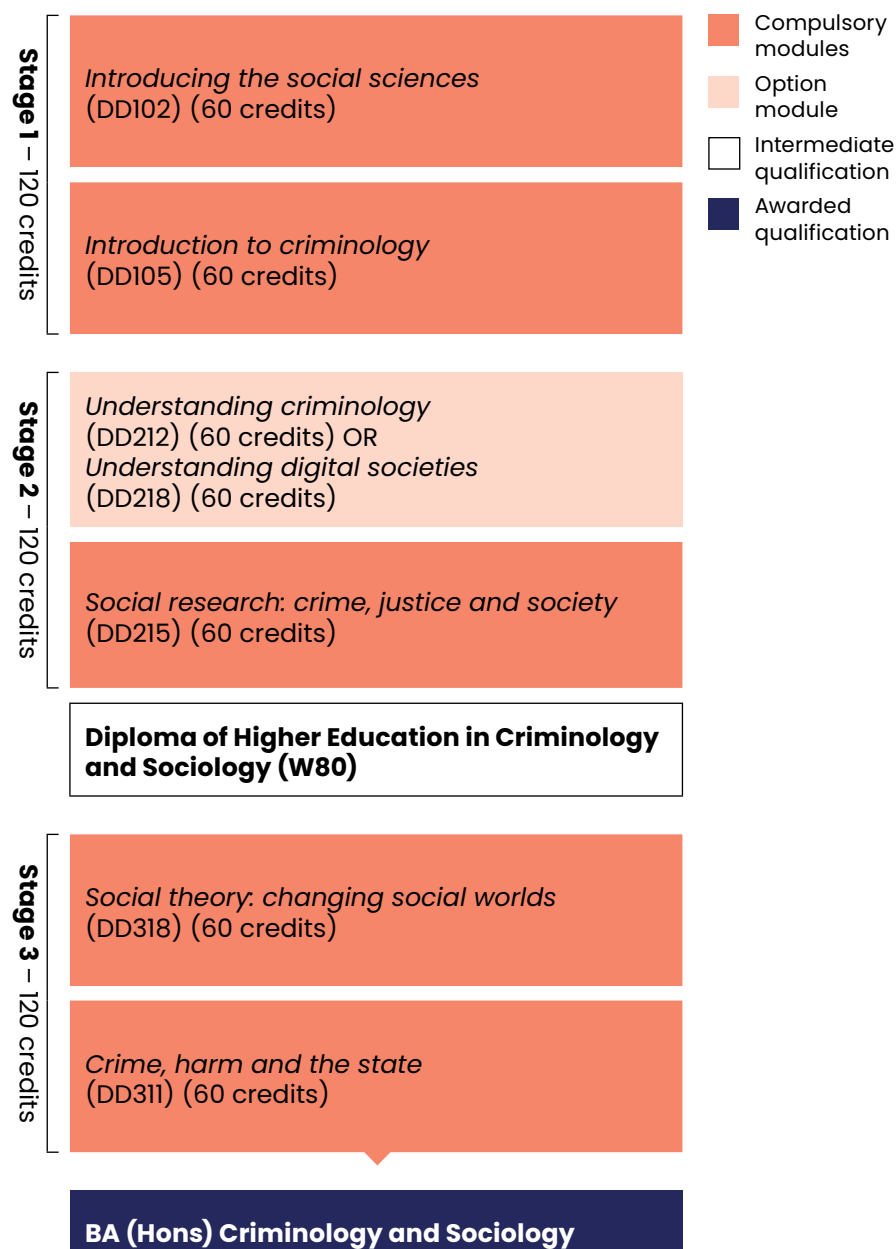 Stage 1 – 120 credits
Introducing the social sciences
(DD102) (60 credits)
Introduction to criminology
(DD105) (60 credits)
Compulsory
modules
Option
module
Intermediate
qualification
Awarded
qualification
Stage 2 – 120 credits
Understanding criminology
(DD212) (60 credits) OR
Understanding digital societies
(DD218) (60 credits)
Social research: crime, justice and society
(DD215) (60 credits)
Diploma of Higher Education in Criminology
and Sociology (W80)
Stage 3 – 120 credits
Social theory: changing social worlds
(DD318) (60 credits)
Crime, harm and the state
(DD311) (60 credits)
BA (Hons) Criminology and Sociology